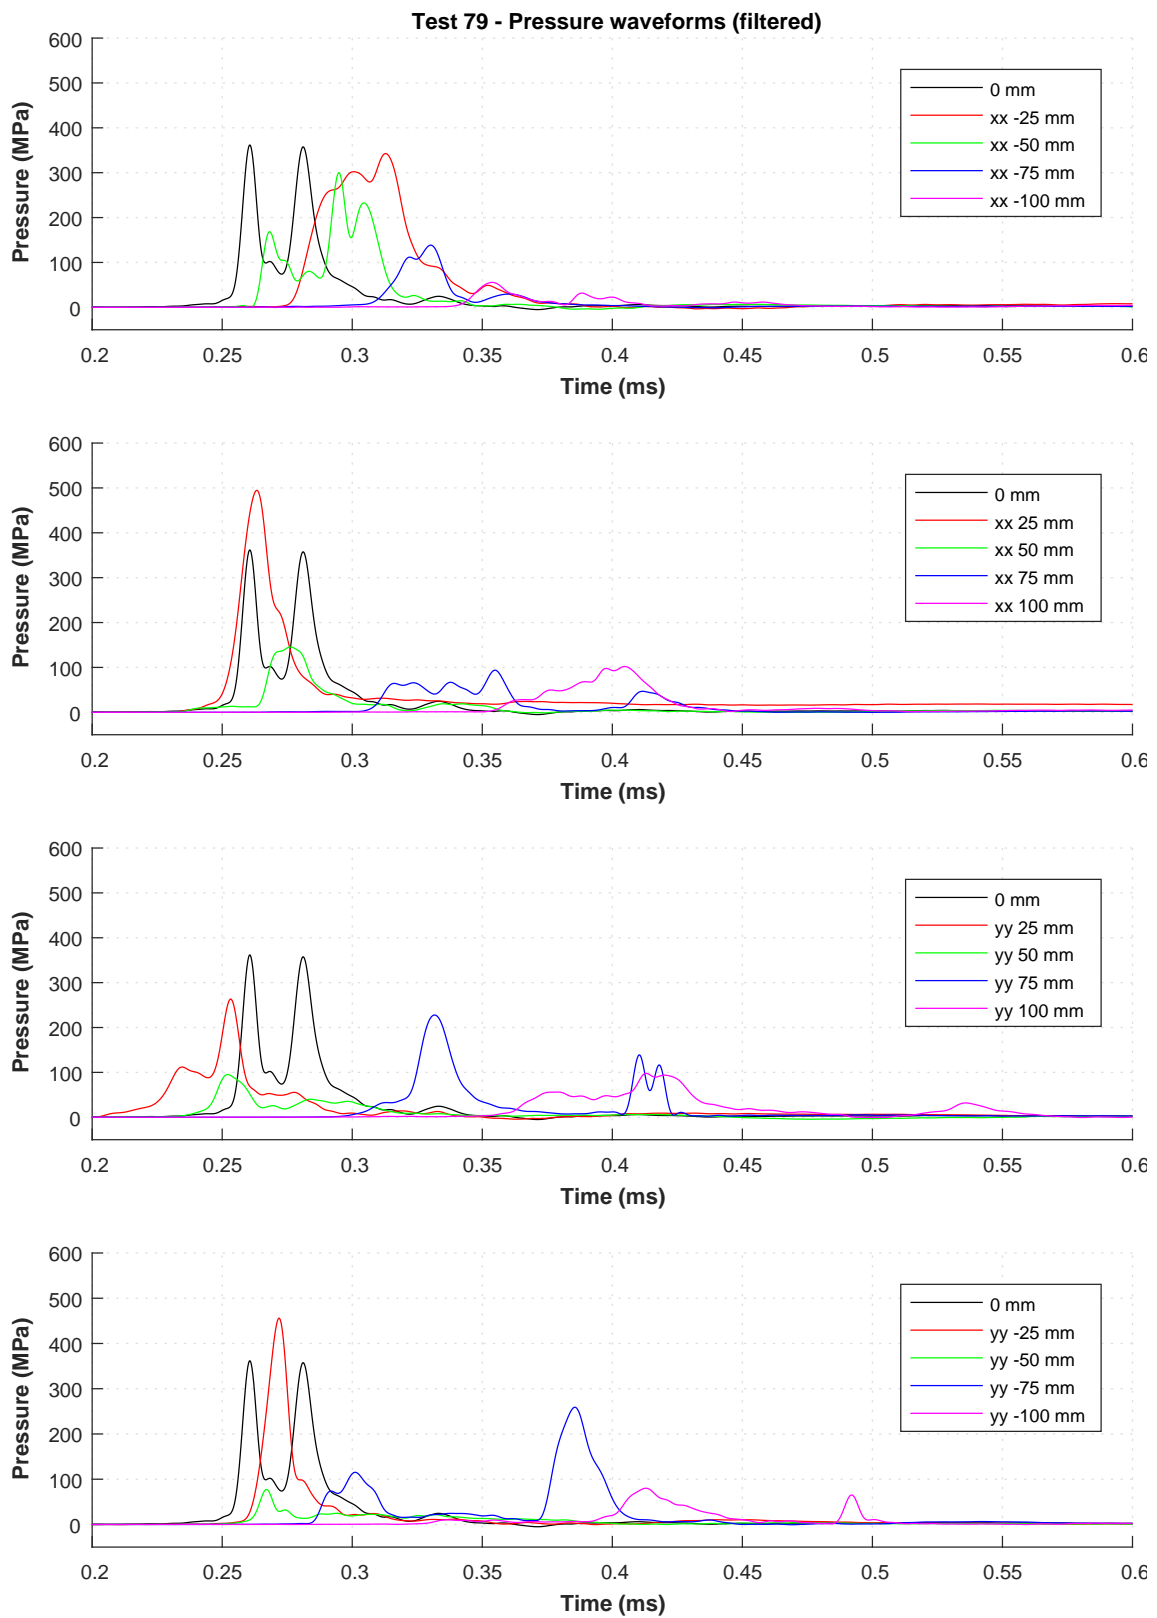 Test 79 - Pressure waveforms (filtered)
600
500
400
300
200
100
0
Pressure (MPa)
0 mm
xx -25 mm
xx -50 mm
xx -75 mm
xx -100 mm
0.2 0.25 0.3 0.35 0.4 0.45 0.5 0.55 0.6
Time (ms)
600
500
400
300
200
100
0
Pressure (MPa)
0 mm
xx 25 mm
xx 50 mm
xx 75 mm
xx 100 mm
0.2 0.25 0.3 0.35 0.4 0.45 0.5 0.55 0.6
Time (ms)
600
500
400
300
200
100
0
Pressure (MPa)
0 mm
yy 25 mm
yy 50 mm
yy 75 mm
yy 100 mm
0.2 0.25 0.3 0.35 0.4 0.45 0.5 0.55 0.6
Time (ms)
600
500
400
300
200
100
0
Pressure (MPa)
0 mm
yy -25 mm
yy -50 mm
yy -75 mm
yy -100 mm
0.2 0.25 0.3 0.35 0.4 0.45 0.5 0.55 0.6
Time (ms)